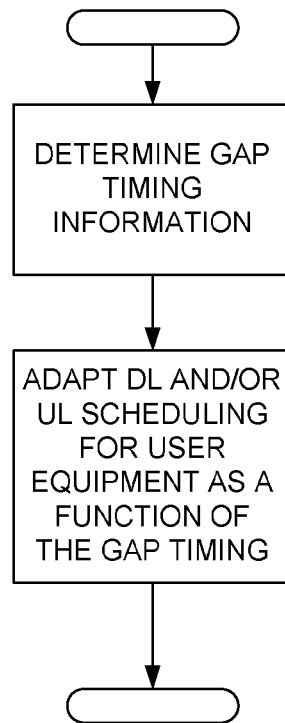 DETERMINE GAP
TIMING
INFORMATION
ADAPT DL AND/OR
UL SCHEDULING
FOR USER
EQUIPMENT AS A
FUNCTION OF
THE GAP TIMING